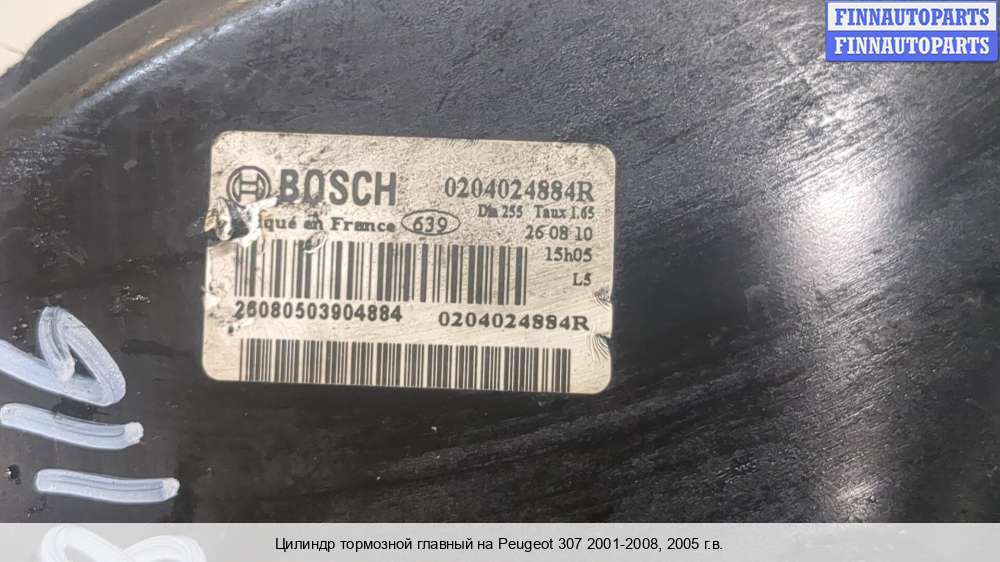 FINNAUTOPARTS
FINNAUTOPARTS
BOSCH 0204024884R
Dia 255 Taux 1.65
en France 639 26 08 10
15h05
L5
26080503904884 0204024884R
Цилиндр тормозной главный на Peugeot 307 2001-2008, 2005 г.в.